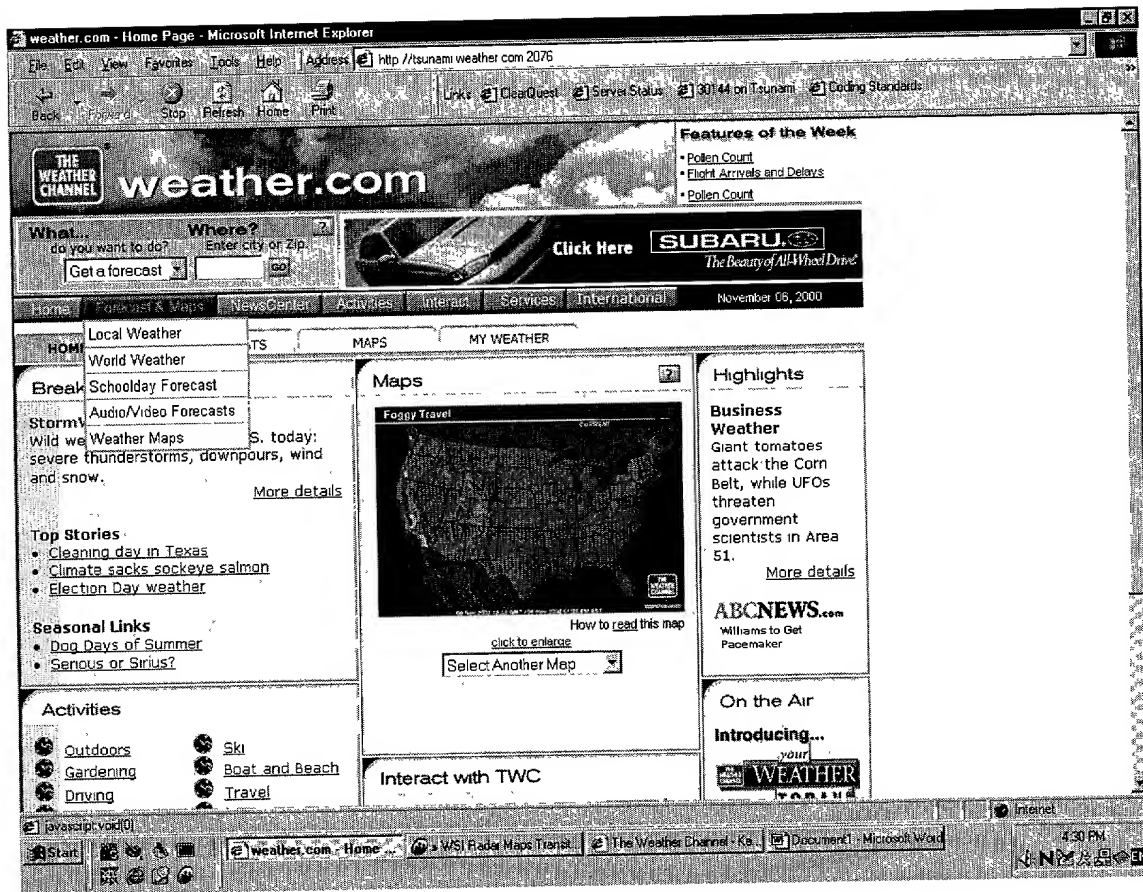 weather.com - Home Page - Microsoft Internet Explorer
File Edit View Favorites Tools Help Address http //tsunami weather com 2076
Back Forward Stop Refresh Home Print Links ClearQuest Server Status 30144 on Tsunami Coding Standards
THE WEATHER CHANNEL
weather.com
Features of the Week
Pollen Count
Flight Arrivals and Delays
Pollen Count
What... Where? ?
do you want to do? Enter city or Zip
Get a forecast GO
Click Here SUBARU.
The Beauty of All-Wheel Drive
Home Forecast & Maps NewsCenter Activities Interact Services International November 06, 2000
Local Weather
World Weather
Schoolday Forecast
Audio/Video Forecasts
Weather Maps
HOME TS MAPS MY WEATHER
Break
StormW
Wild we S. today:
severe thunderstorms, downpours, wind
and snow.
More details
Top Stories
Cleaning day in Texas
Climate sacks sockeye salmon
Election Day weather
Seasonal Links
Dog Days of Summer
Serious or Sirius?
Activities
Outdoors Ski
Gardening Boat and Beach
Driving Travel
Maps ?
Foggy Travel
THE WEATHER CHANNEL
How to read this map
click to enlarge
Select Another Map
Interact with TWC
Highlights
Business
Weather
Giant tomatoes
attack the Corn
Belt, while UFOs
threaten
government
scientists in Area
51.
More details
ABCNEWS.com
Williams to Get
Pacemaker
On the Air
Introducing...
your
WEATHER
TODAY
javascript:void(0) Internet
Start weather.com - Home ... WSI Radar Maps Transit... The Weather Channel - Ka... Document1 - Microsoft Word 4:30 PM